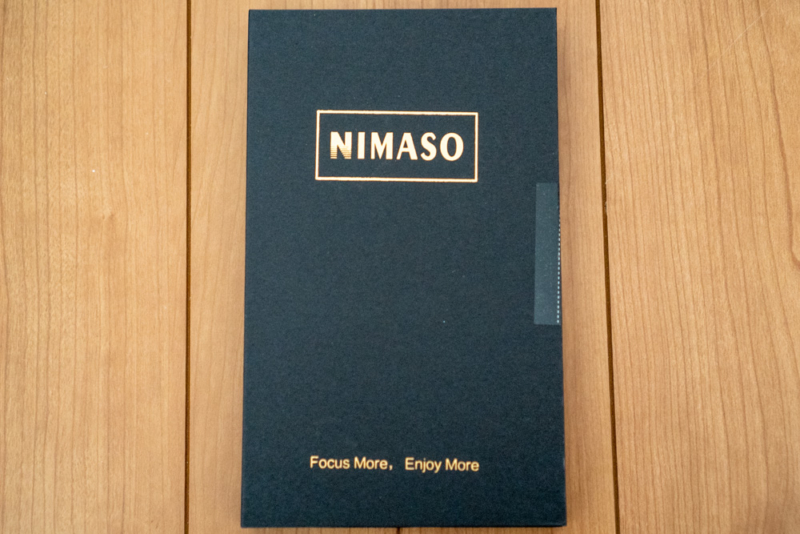 NIMASO
Focus More, Enjoy More